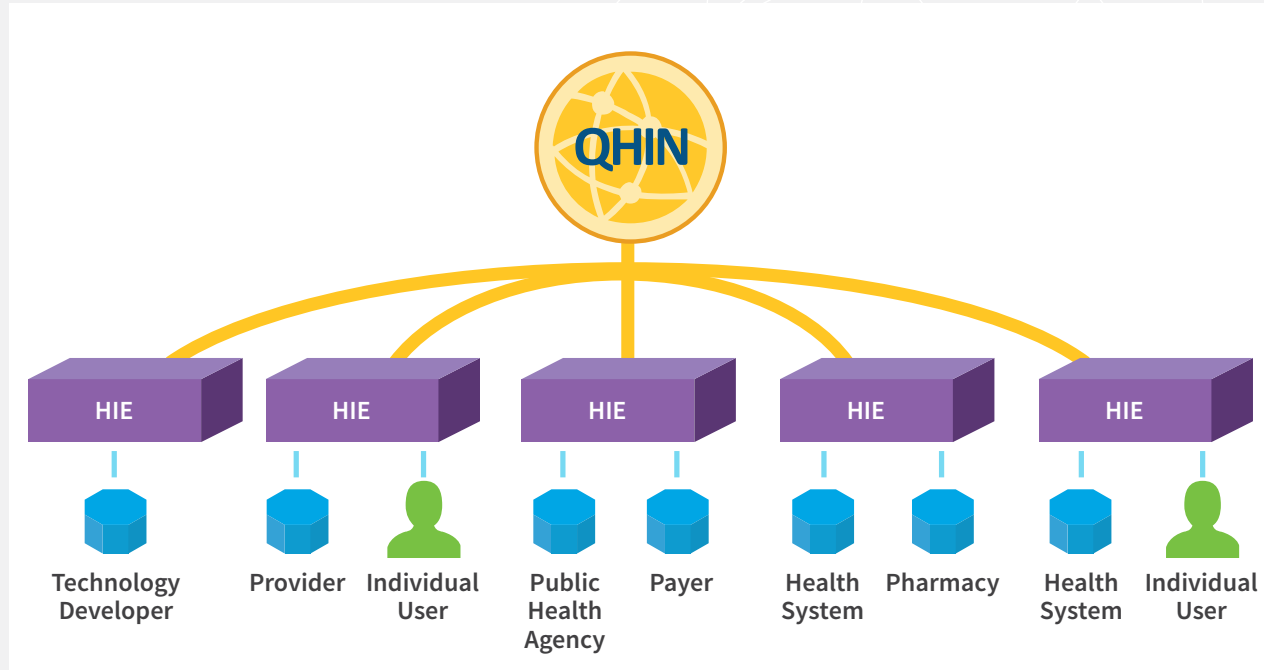 QHIN
HIE
HIE
HIE
HIE
HIE
Technology
Developer
Provider
Individual
User
Public
Health
Agency
Payer
Health
System
Pharmacy
Health
System
Individual
User